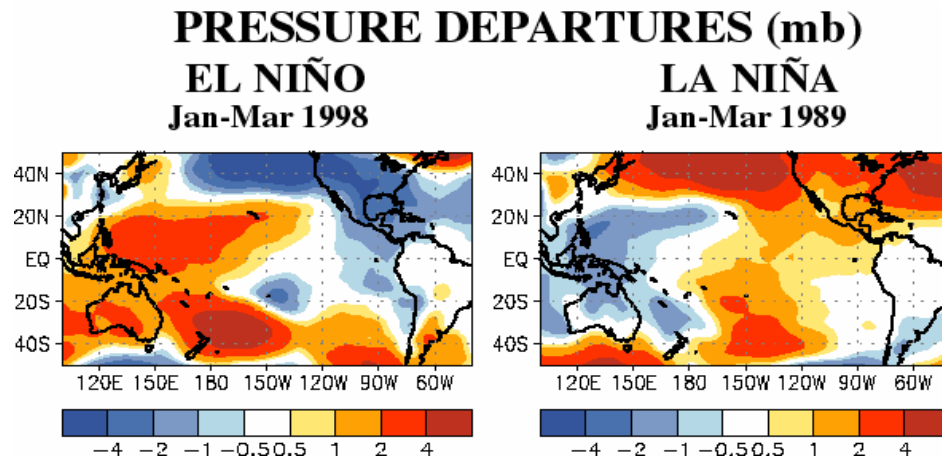 PRESSURE DEPARTURES (mb)
EL NIÑO
Jan-Mar 1998
LA NIÑA
Jan-Mar 1989
40N
20N
EQ
20S
40S
120E 150E 180 150W 120W 90W 60W
-4 -2 -1 -0.5 0.5 1 2 4
40N
20N
EQ
20S
40S
120E 150E 180 150W 120W 90W 60W
-4 -2 -1 -0.5 0.5 1 2 4